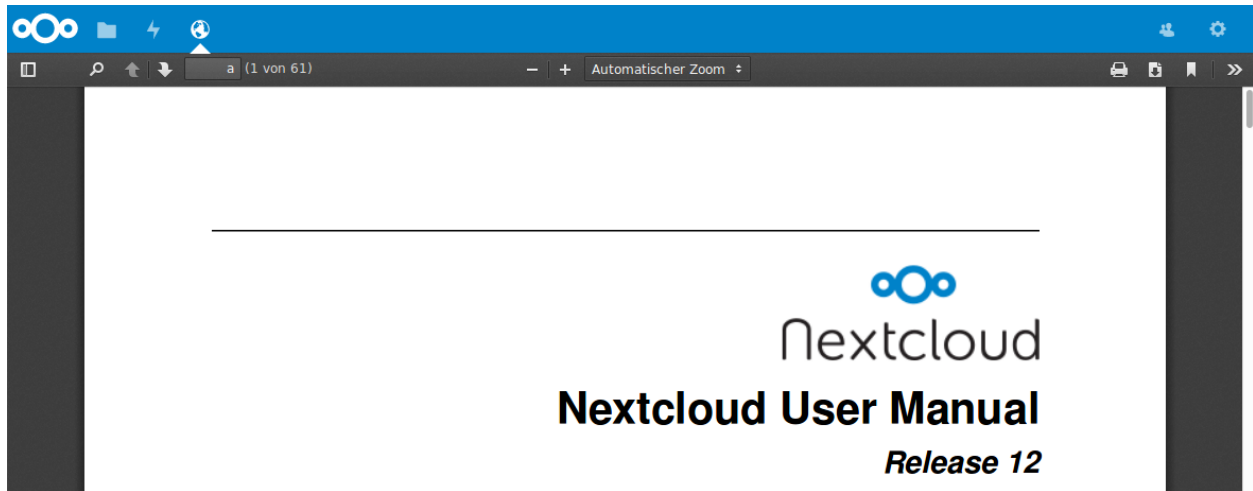 a (1 von 61) Automatischer Zoom
Nextcloud
Nextcloud User Manual
Release 12